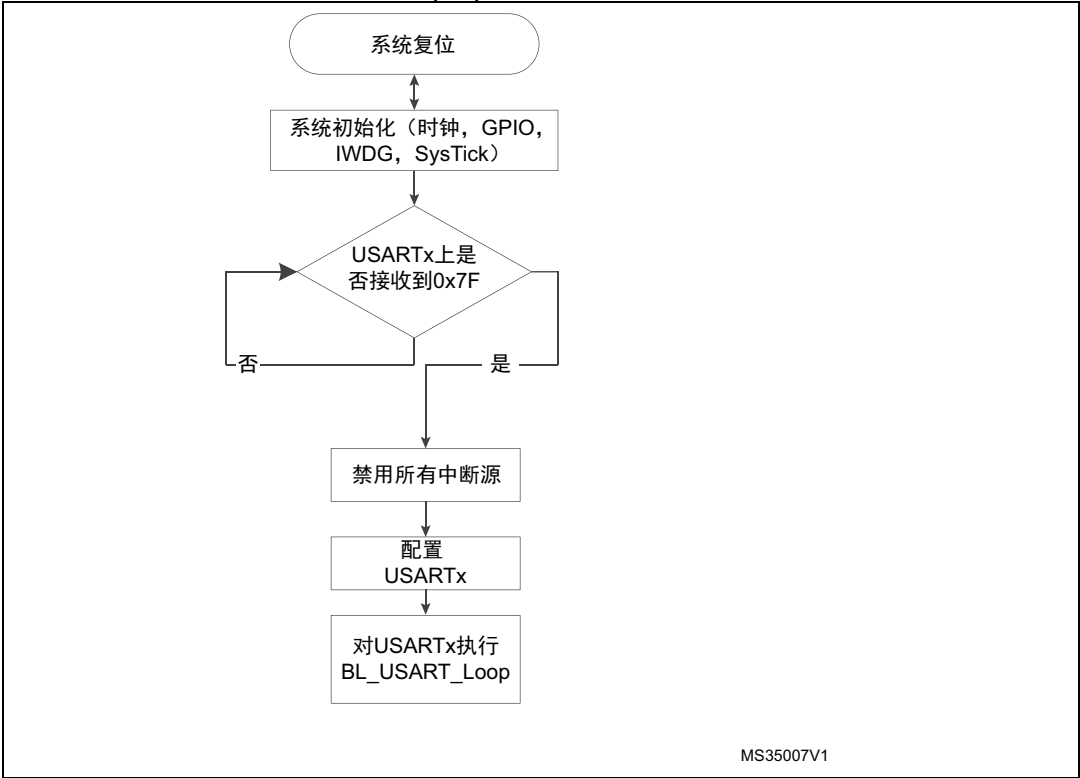 系统复位
系统初始化（时钟，GPIO，
IWDG，SysTick）
USARTx上是
否接收到0x7F
否
是
禁用所有中断源
配置
USARTx
对USARTx执行
BL_USART_Loop
MS35007V1